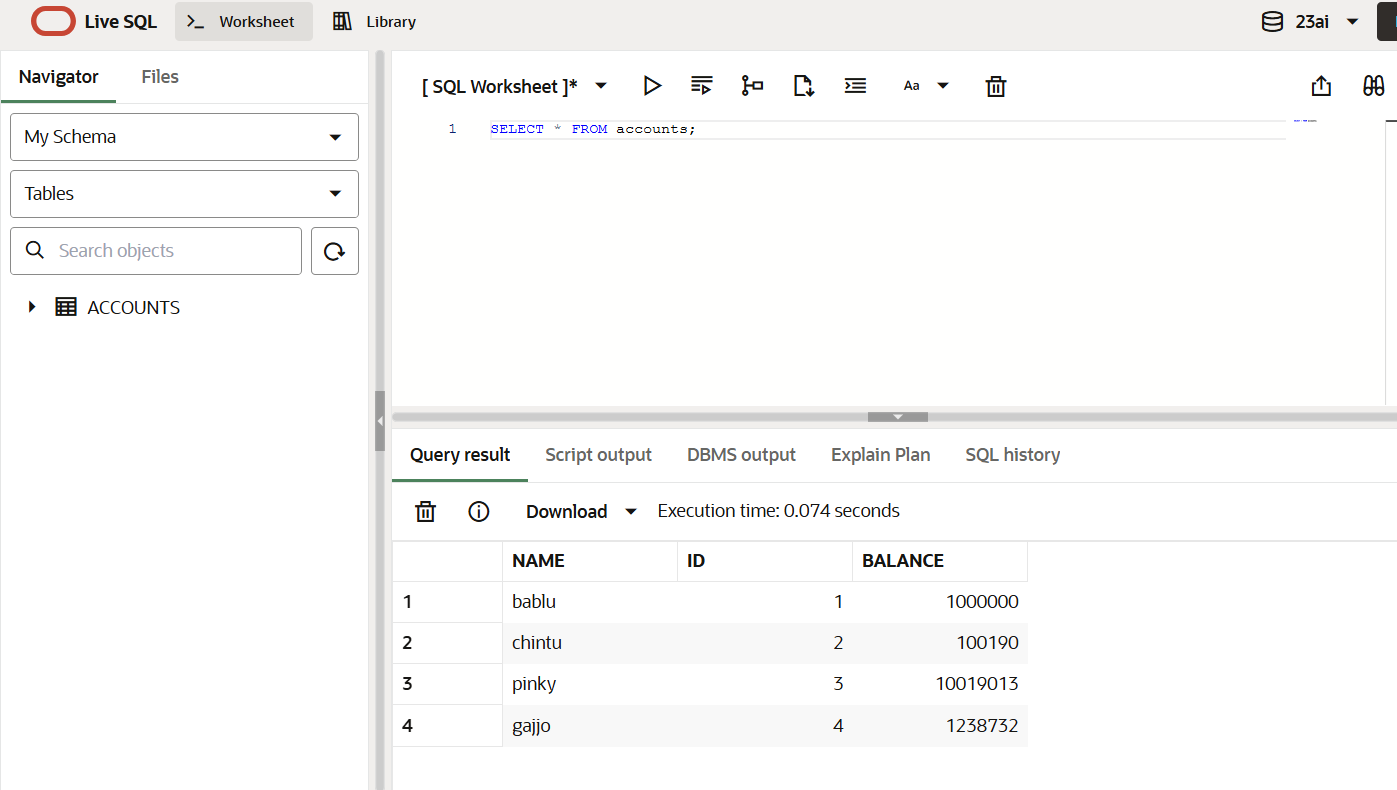 Live SQL
Worksheet
Library
23ai
Navigator
Files
My Schema
Tables
Search objects
ACCOUNTS
[ SQL Worksheet ]*
Aa
1 SELECT * FROM accounts;
Query result
Script output
DBMS output
Explain Plan
SQL history
Download
Execution time: 0.074 seconds
NAME ID BALANCE
1 bablu 1 1000000
2 chintu 2 100190
3 pinky 3 10019013
4 gajjo 4 1238732